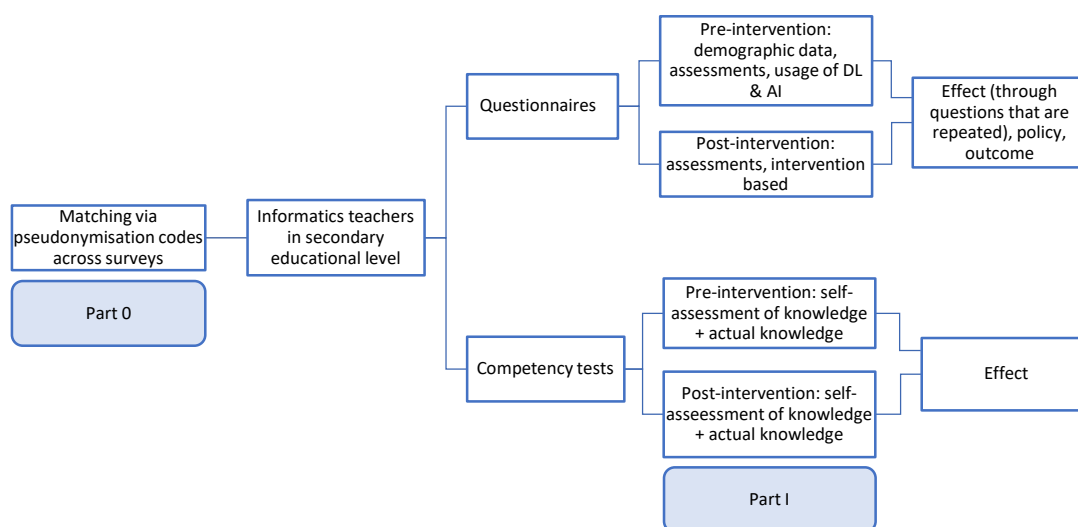 Matching via
pseudonymisation codes
across surveys
Part 0
Informatics teachers
in secondary
educational level
Questionnaires
Pre-intervention:
demographic data,
assessments, usage of DL
& AI
Post-intervention:
assessments, intervention
based
Effect (through
questions that are
repeated), policy,
outcome
Competency tests
Pre-intervention: self-
assessment of knowledge
+ actual knowledge
Post-intervention: self-
asseessment of knowledge
+ actual knowledge
Effect
Part I